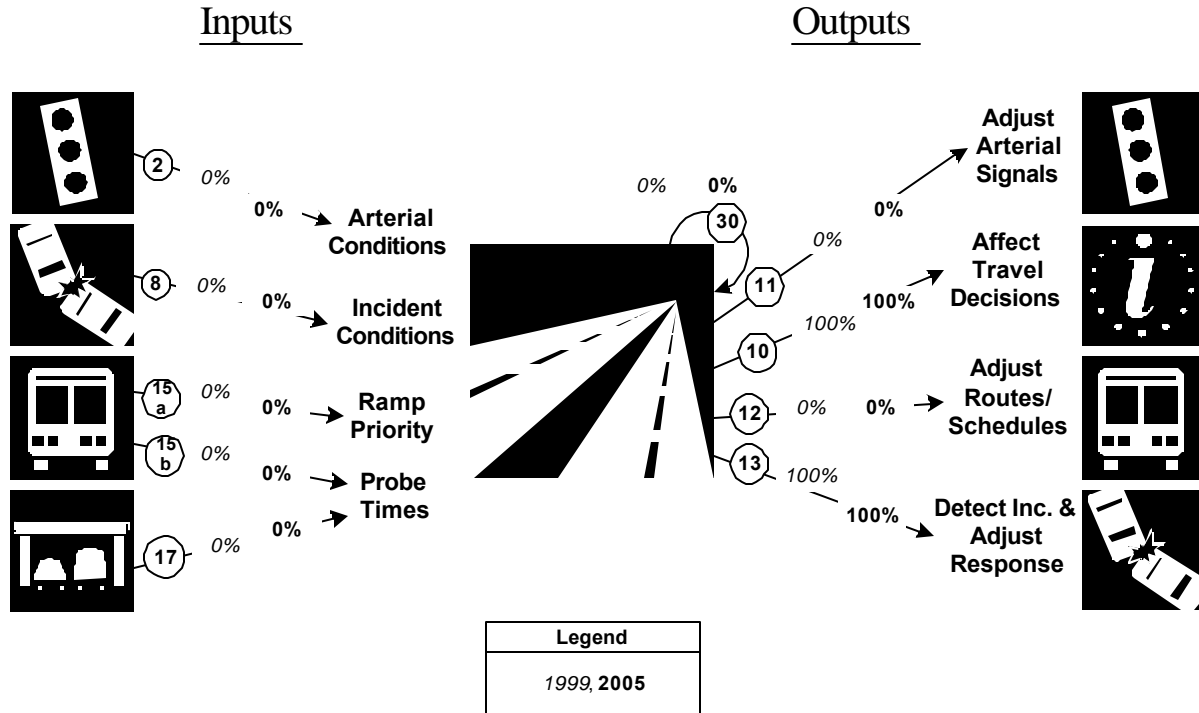 Inputs
Outputs
2
0%
0%
Arterial
Conditions
8
0%
0%
Incident
Conditions
15
a
0%
0%
Ramp
Priority
15
b
0%
0%
Probe
Times
17
0%
0%
0%
0%
30
11
0%
0%
Adjust
Arterial
Signals
10
100%
100%
Affect
Travel
Decisions
12
0%
0%
Adjust
Routes/
Schedules
13
100%
100%
Detect Inc. &
Adjust
Response
i
Legend
1999, 2005